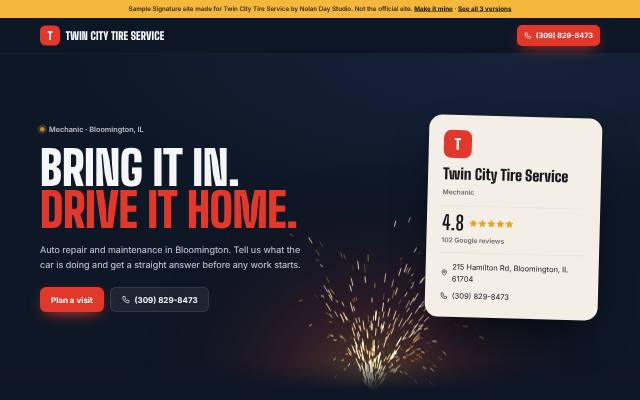 Sample Signature site made for Twin City Tire Service by Nolan Day Studio. Not the official site. Make it mine · See all 3 versions
T TWIN CITY TIRE SERVICE
(309) 829-8473
Mechanic · Bloomington, IL
BRING IT IN.
DRIVE IT HOME.
Auto repair and maintenance in Bloomington. Tell us what the
car is doing and get a straight answer before any work starts.
Plan a visit
(309) 829-8473
T
Twin City Tire Service
Mechanic
4.8
102 Google reviews
215 Hamilton Rd, Bloomington, IL
61704
(309) 829-8473